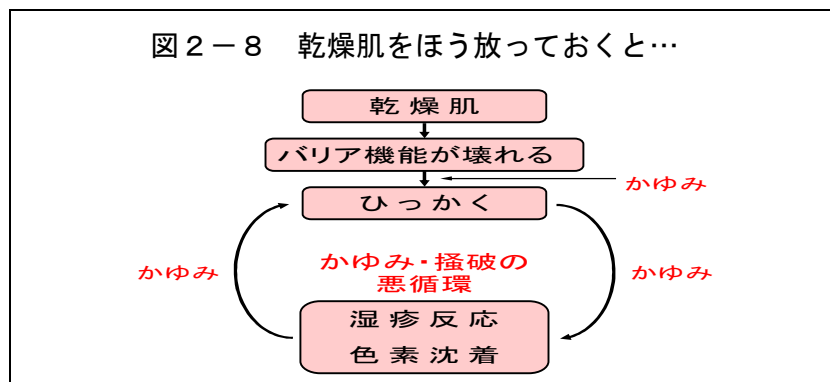 図２－８　乾燥肌をほう放っておくと…
乾燥肌
バリア機能が壊れる
かゆみ
ひっかく
かゆみ
かゆみ・掻破の
悪循環
かゆみ
湿疹反応
色素沈着